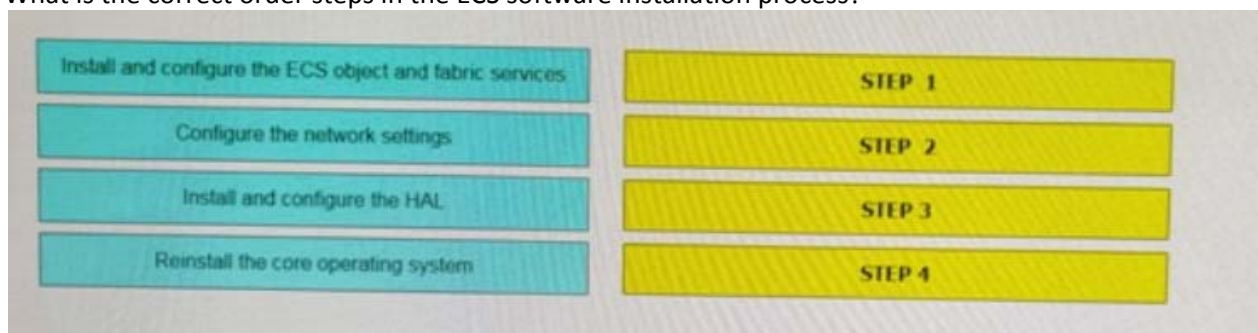 What is the correct order steps in the ECS software installation process?
Install and configure the ECS object and fabric services
STEP 1
Configure the network settings
STEP 2
Install and configure the HAL
STEP 3
Reinstall the core operating system
STEP 4